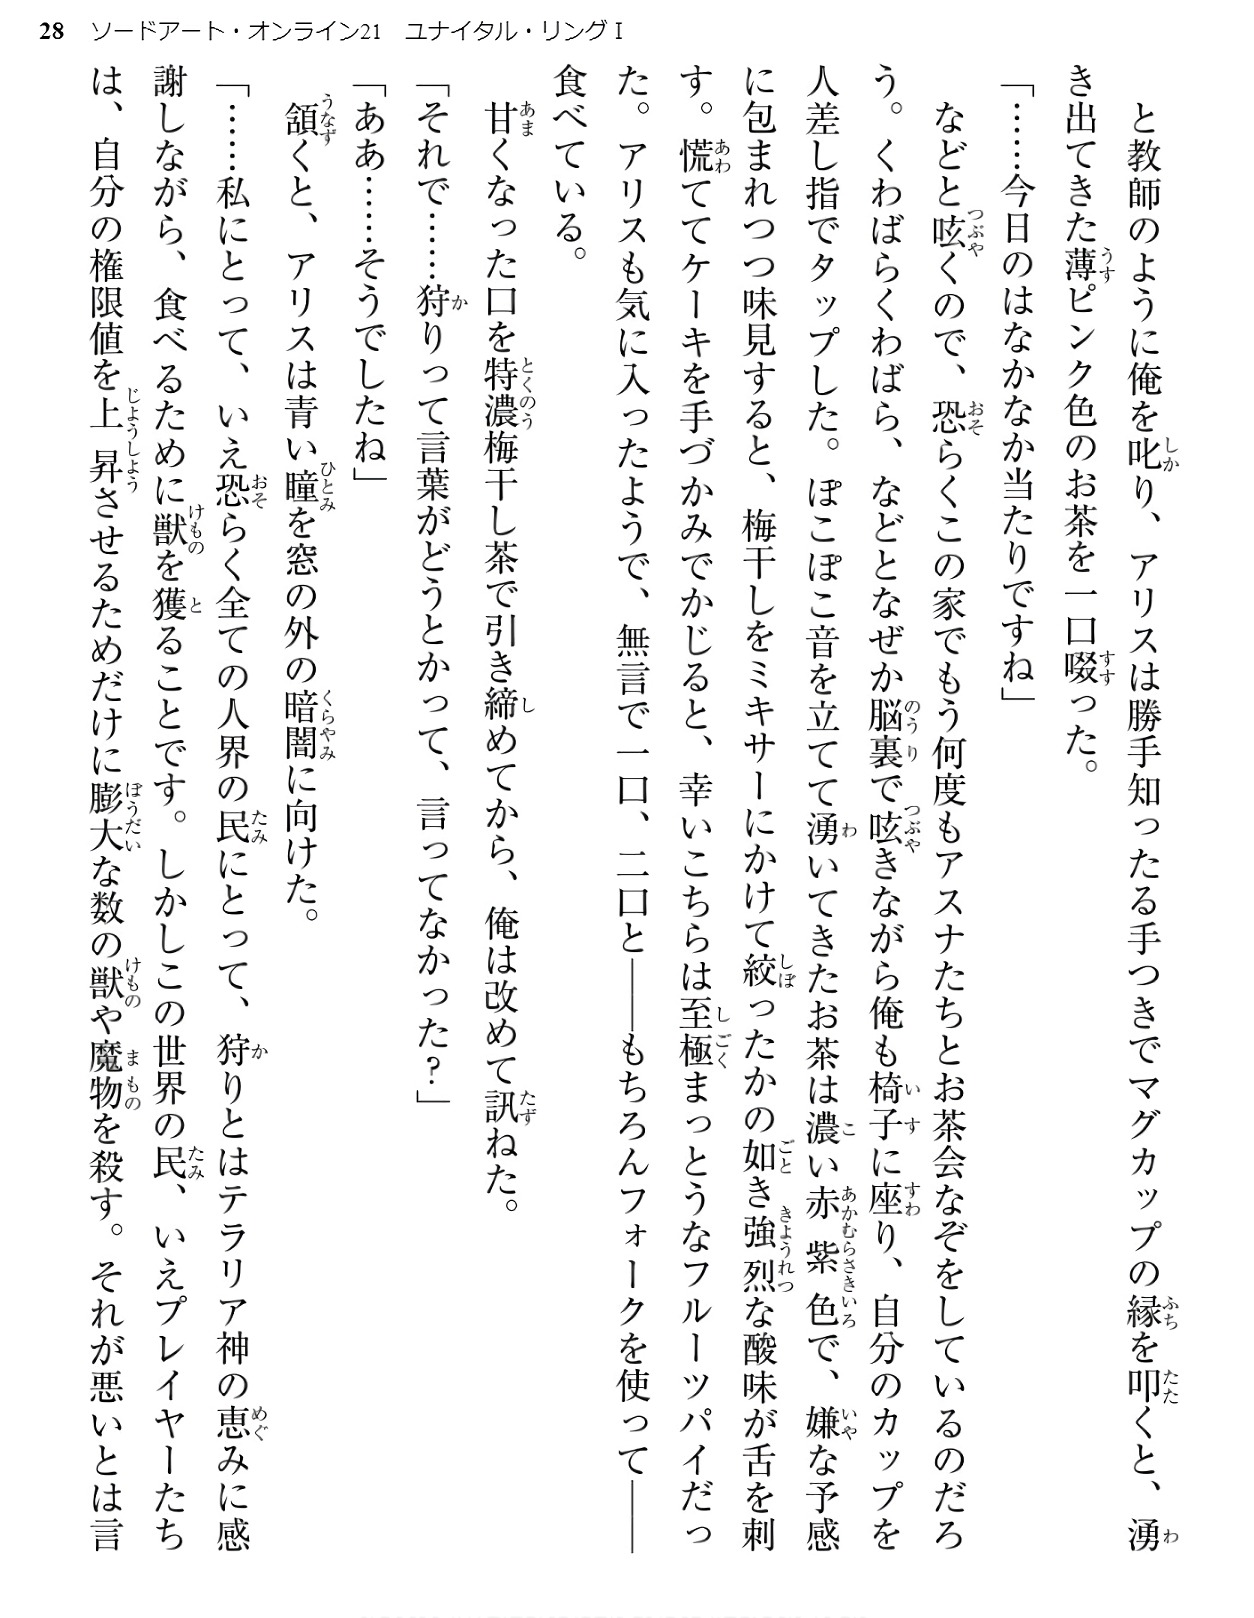 28 ソードアート・オンライン21 ユナイタル・リングⅠ
と教師のように俺を叱り、アリスは勝手知ったる手つきでマグカップの縁を叩くと、湧
き出てきた薄ピンク色のお茶を一口啜った。
「……今日のはなかなか当たりですね」
などと呟くので、恐らくこの家でもう何度もアスナたちとお茶会なぞをしているのだろ
う。くわばらくわばら、などとなぜか脳裏で呟きながら俺も椅子に座り、自分のカップを
人差し指でタップした。ぽこぽこ音を立てて湧いてきたお茶は濃い赤紫色で、嫌な予感
に包まれつつ味見すると、梅干しをミキサーにかけて絞ったかの如き強烈な酸味が舌を刺
す。慌ててケーキを手づかみでかじると、幸いこちらは至極まっとうなフルーツパイだっ
た。アリスも気に入ったようで、無言で一口、二口と――もちろんフォークを使って――
食べている。
甘くなった口を特濃梅干し茶で引き締めてから、俺は改めて訊ねた。
「それで……狩りって言葉がどうとかって、言ってなかった？」
「ああ……そうでしたね」
頷くと、アリスは青い瞳を窓の外の暗闇に向けた。
「……私にとって、いえ恐らく全ての人界の民にとって、狩りとはテラリア神の恵みに感
謝しながら、食べるために獣を獲ることです。しかしこの世界の民、いえプレイヤーたち
は、自分の権限値を上昇させるためだけに膨大な数の獣や魔物を殺す。それが悪いとは言